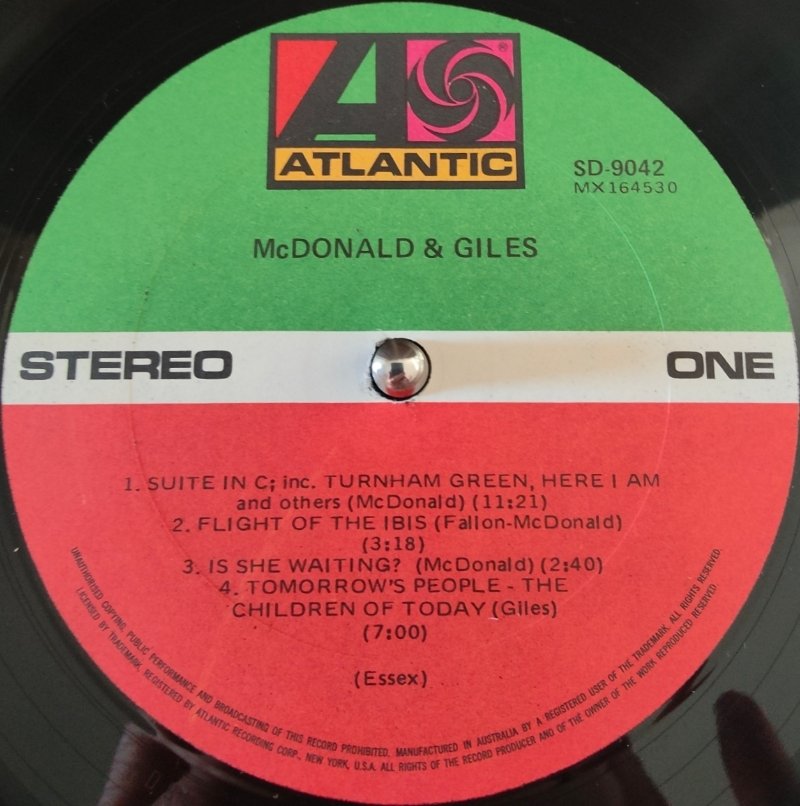 ATLANTIC
®
SD-9042
MX164530
McDONALD & GILES
STEREO
ONE
1. SUITE IN C; inc. TURNHAM GREEN, HERE I AM
and others (McDonald) (11:21)
2. FLIGHT OF THE IBIS (Fallon-McDonald)
(3:18)
3. IS SHE WAITING? (McDonald) (2:40)
4. TOMORROW'S PEOPLE - THE
CHILDREN OF TODAY (Giles)
(7:00)
(Essex)
UNAUTHORISED COPYING, PUBLIC PERFORMANCE AND BROADCASTING OF THIS RECORD PROHIBITED. MANUFACTURED IN AUSTRALIA BY A REGISTERED USER OF THE TRADEMARK. ALL RIGHTS RESERVED.
LICENSED BY TRADEMARK, REGISTERED BY ATLANTIC RECORDING CORP., NEW YORK, U.S.A. ALL RIGHTS OF THE RECORD PRODUCER AND OF THE OWNER OF THE WORK REPRODUCED RESERVED.